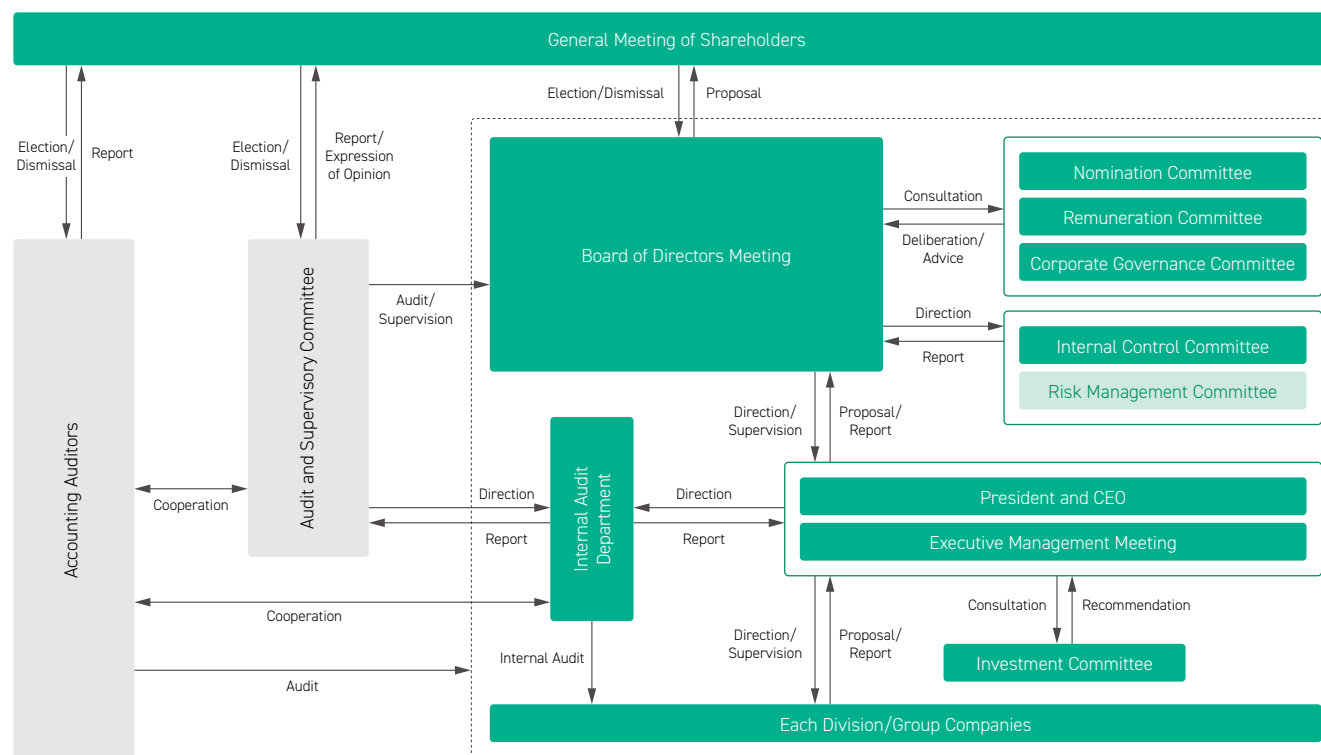 General Meeting of Shareholders
Election/
Dismissal
Report
Election/
Dismissal
Report/
Expression
of Opinion
Election/Dismissal
Proposal
Board of Directors Meeting
Consultation
Deliberation/
Advice
Nomination Committee
Remuneration Committee
Corporate Governance Committee
Direction
Report
Internal Control Committee
Risk Management Committee
Accounting Auditors
Audit and Supervisory Committee
Audit/
Supervision
Direction/
Supervision
Proposal/
Report
Cooperation
Direction
Report
Internal Audit
Department
Direction
Report
President and CEO
Executive Management Meeting
Cooperation
Consultation
Recommendation
Investment Committee
Internal Audit
Direction/
Supervision
Proposal/
Report
Audit
Each Division/Group Companies